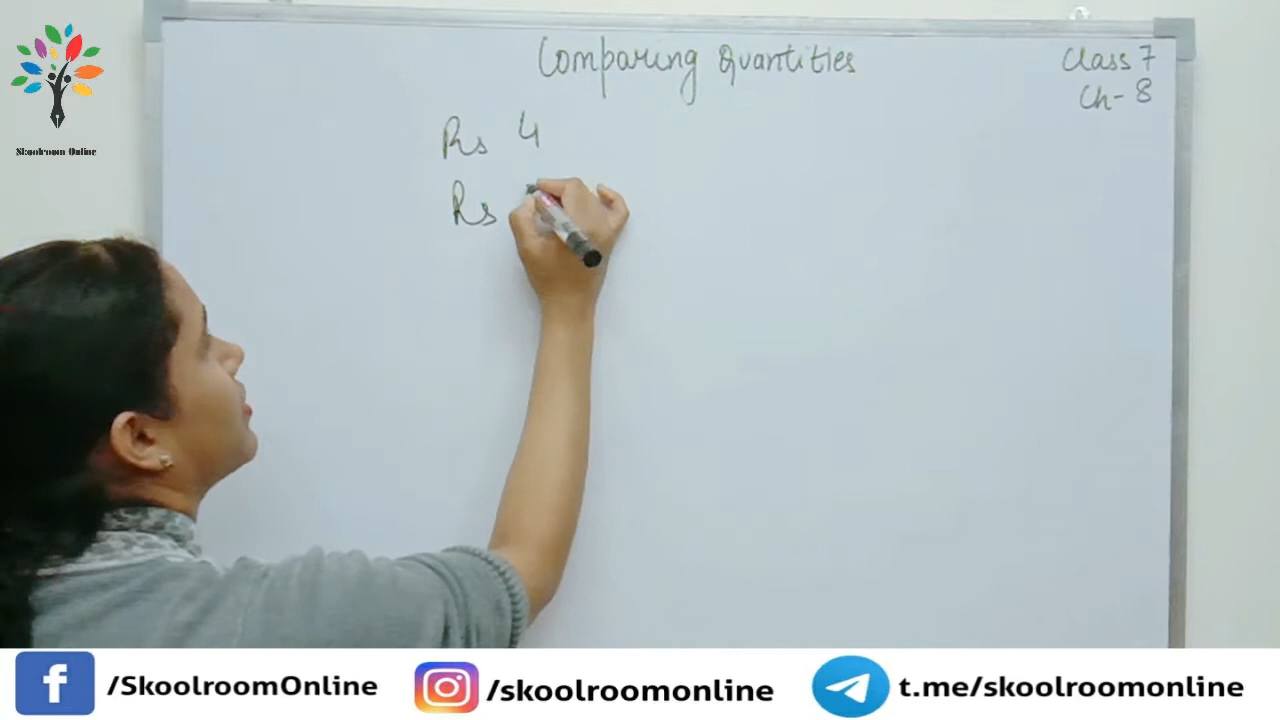 Skoolroom Online
Comparing Quantities
Class 7
Ch- 8
Rs 4
Rs
/SkoolroomOnline
/skoolroomonline
t.me/skoolroomonline